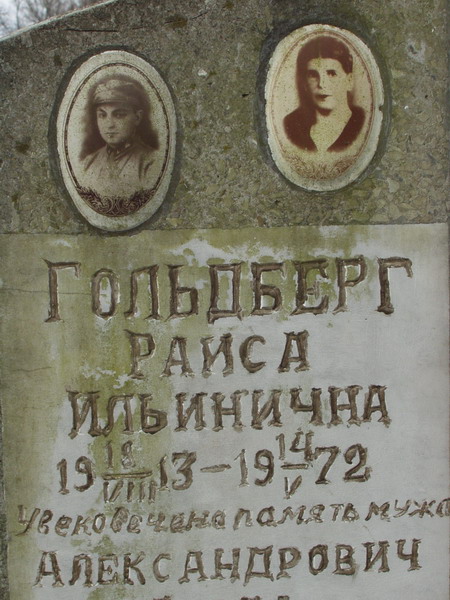 ГОЛЬДБЕРГ
РАИСА
ИЛЬИНИЧНА
19 18/VIII 13 – 19 14/V 72
Увековечена память мужа
АЛЕКСАНДРОВИЧ